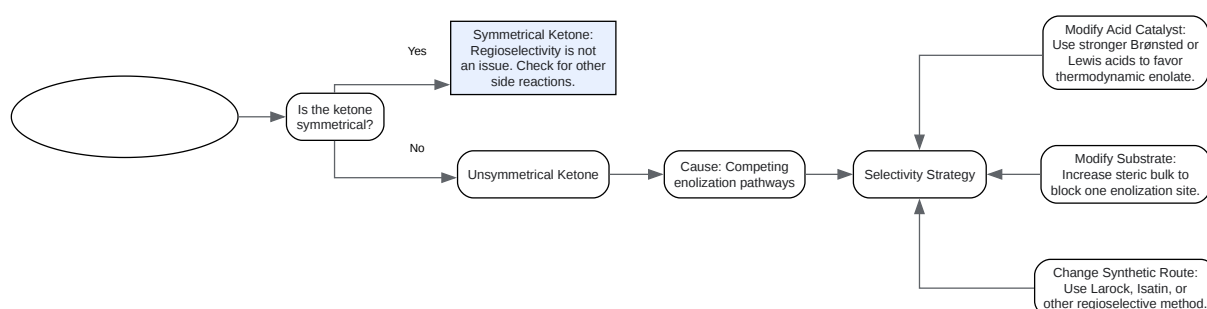 Is the ketone
symmetrical?
Yes
Symmetrical Ketone:
Regioselectivity is not
an issue. Check for other
side reactions.
No
Unsymmetrical Ketone
Cause: Competing
enolization pathways
Selectivity Strategy
Modify Acid Catalyst:
Use stronger Brønsted or
Lewis acids to favor
thermodynamic enolate.
Modify Substrate:
Increase steric bulk to
block one enolization site.
Change Synthetic Route:
Use Larock, Isatin, or
other regioselective method.